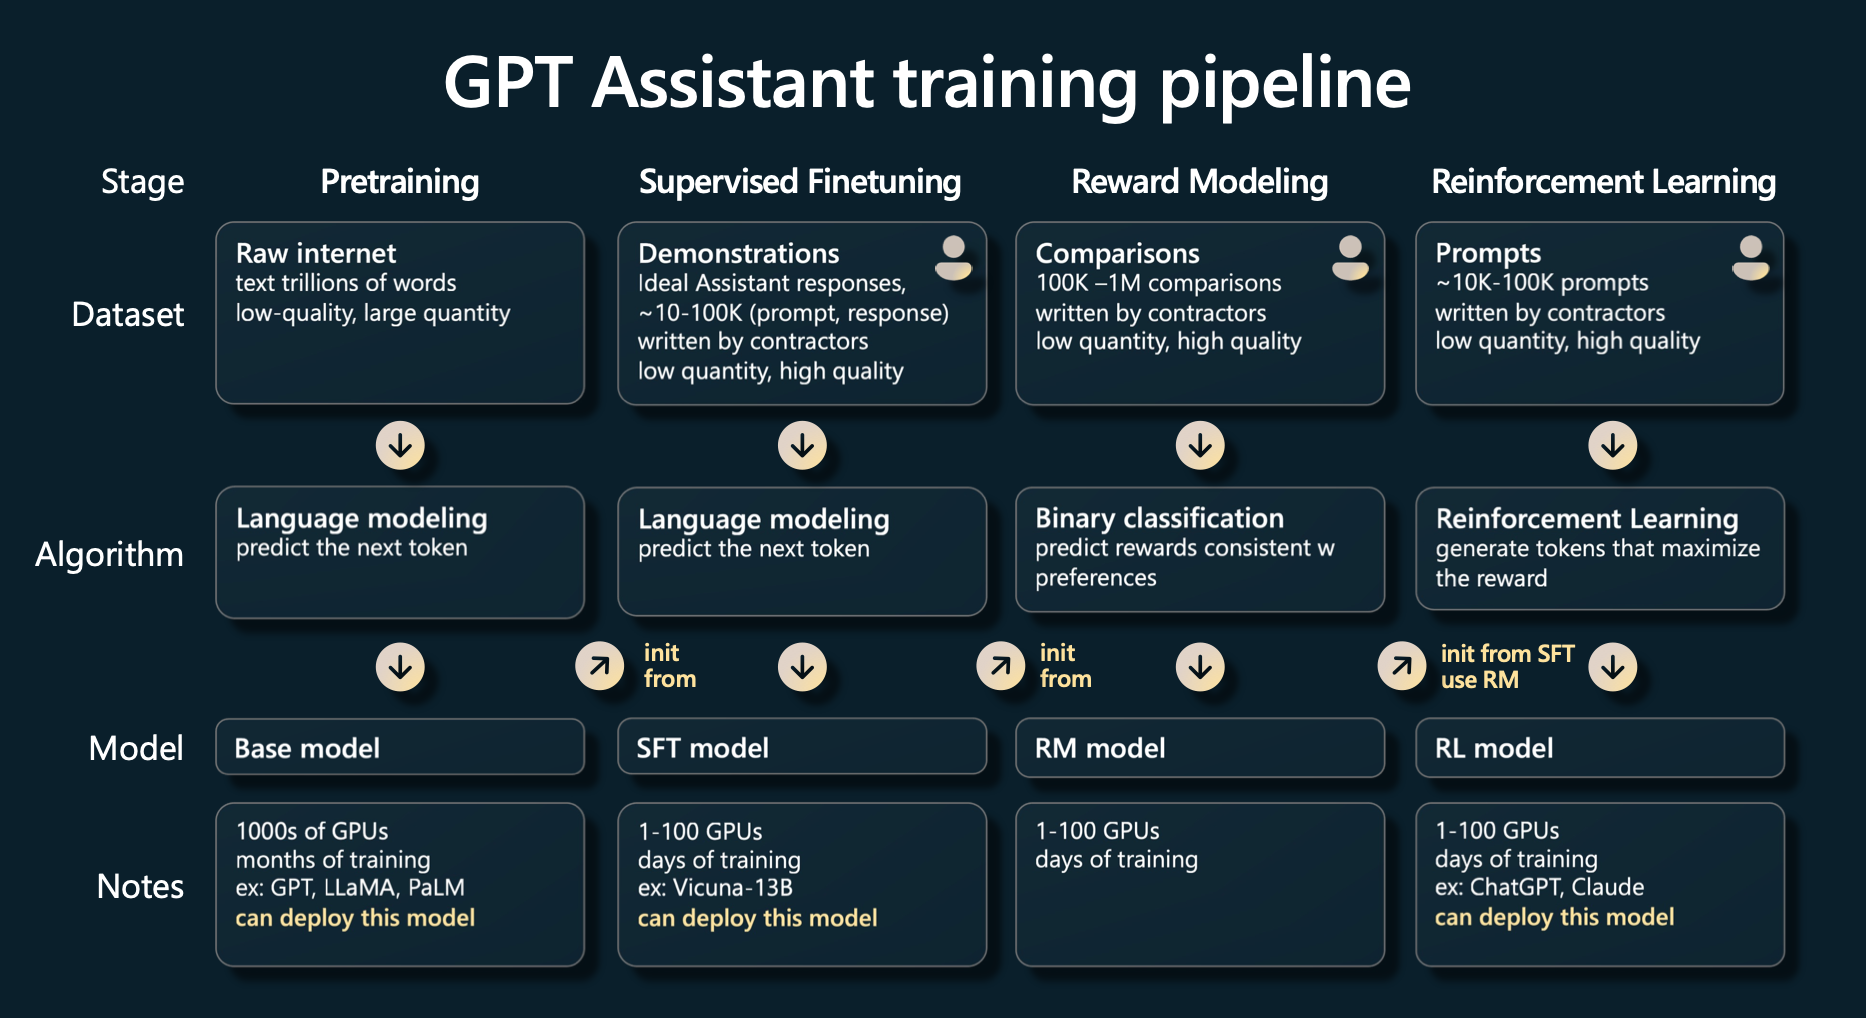 GPT Assistant training pipeline
Stage
Pretraining
Supervised Finetuning
Reward Modeling
Reinforcement Learning
Dataset
Raw internet
text trillions of words
low-quality, large quantity
Demonstrations
Ideal Assistant responses,
~10-100K (prompt, response)
written by contractors
low quantity, high quality
Comparisons
100K –1M comparisons
written by contractors
low quantity, high quality
Prompts
~10K-100K prompts
written by contractors
low quantity, high quality
Algorithm
Language modeling
predict the next token
Language modeling
predict the next token
Binary classification
predict rewards consistent w
preferences
Reinforcement Learning
generate tokens that maximize
the reward
init
from
init
from
init from SFT
use RM
Model
Base model
SFT model
RM model
RL model
Notes
1000s of GPUs
months of training
ex: GPT, LLaMA, PaLM
can deploy this model
1-100 GPUs
days of training
ex: Vicuna-13B
can deploy this model
1-100 GPUs
days of training
1-100 GPUs
days of training
ex: ChatGPT, Claude
can deploy this model